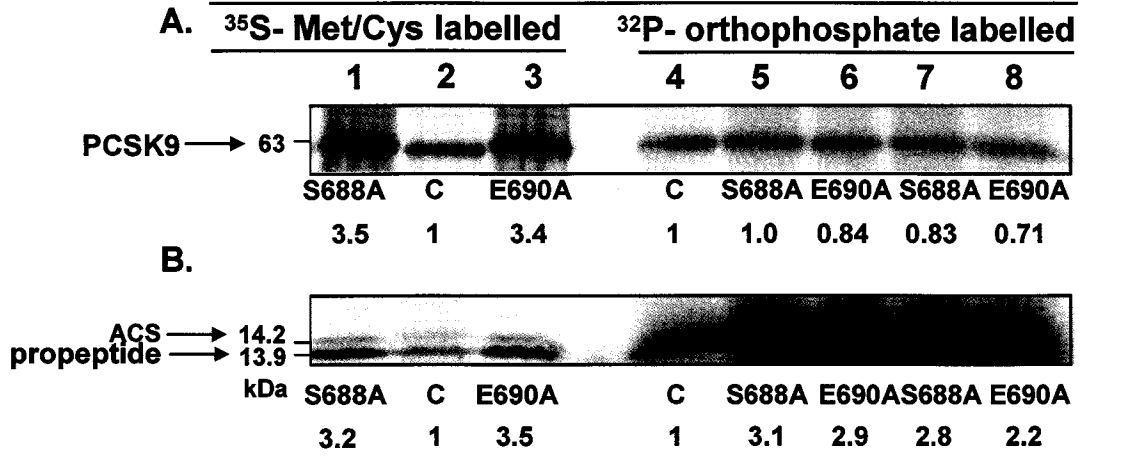 A. ³⁵S- Met/Cys labelled ³²P- orthophosphate labelled
1 2 3 4 5 6 7 8
PCSK9 63
S688A C E690A C S688A E690A S688A E690A
3.5 1 3.4 1 1.0 0.84 0.83 0.71
B.
ACS 14.2
propeptide 13.9
kDa S688A C E690A C S688A E690AS688A E690A
3.2 1 3.5 1 3.1 2.9 2.8 2.2